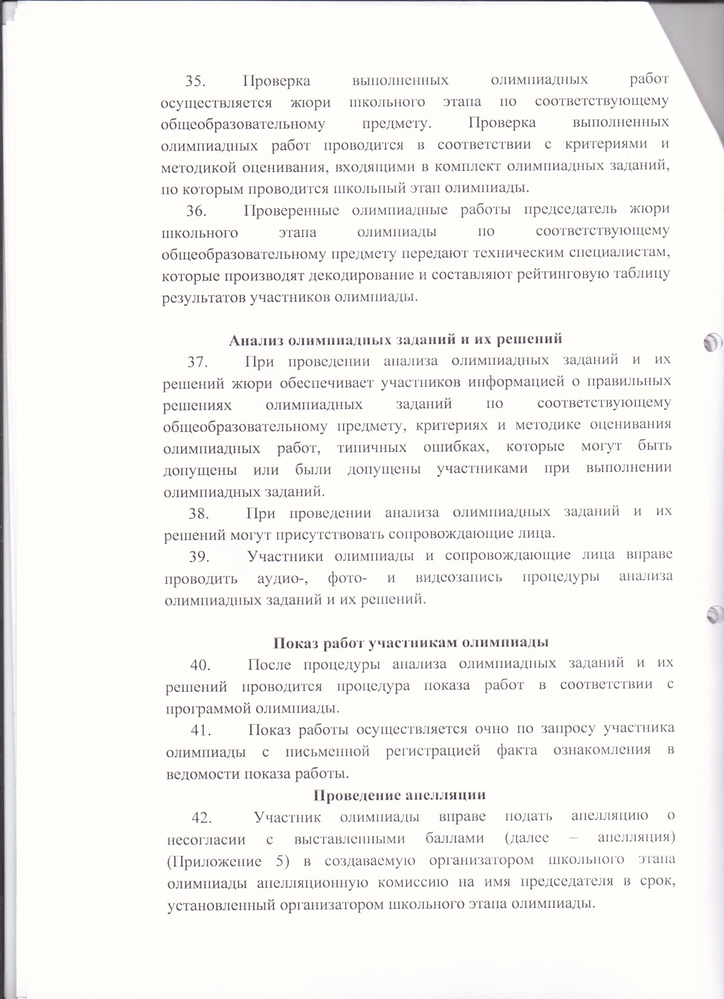 35. Проверка выполненных олимпиадных работ
осуществляется жюри школьного этапа по соответствующему
общеобразовательному предмету. Проверка выполненных
олимпиадных работ проводится в соответствии с критериями и
методикой оценивания, входящими в комплект олимпиадных заданий,
по которым проводится школьный этап олимпиады.
36. Проверенные олимпиадные работы председатель жюри
школьного этапа олимпиады по соответствующему
общеобразовательному предмету передают техническим специалистам,
которые производят декодирование и составляют рейтинговую таблицу
результатов участников олимпиады.
Анализ олимпиадных заданий и их решений
37. При проведении анализа олимпиадных заданий и их
решений жюри обеспечивает участников информацией о правильных
решениях олимпиадных заданий по соответствующему
общеобразовательному предмету, критериях и методике оценивания
олимпиадных работ, типичных ошибках, которые могут быть
допущены или были допущены участниками при выполнении
олимпиадных заданий.
38. При проведении анализа олимпиадных заданий и их
решений могут присутствовать сопровождающие лица.
39. Участники олимпиады и сопровождающие лица вправе
проводить аудио-, фото- и видеозапись процедуры анализа
олимпиадных заданий и их решений.
Показ работ участникам олимпиады
40. После процедуры анализа олимпиадных заданий и их
решений проводится процедура показа работ в соответствии с
программой олимпиады.
41. Показ работы осуществляется очно по запросу участника
олимпиады с письменной регистрацией факта ознакомления в
ведомости показа работы.
Проведение апелляции
42. Участник олимпиады вправе подать апелляцию о
несогласии с выставленными баллами (далее – апелляция)
(Приложение 5) в создаваемую организатором школьного этапа
олимпиады апелляционную комиссию на имя председателя в срок,
установленный организатором школьного этапа олимпиады.